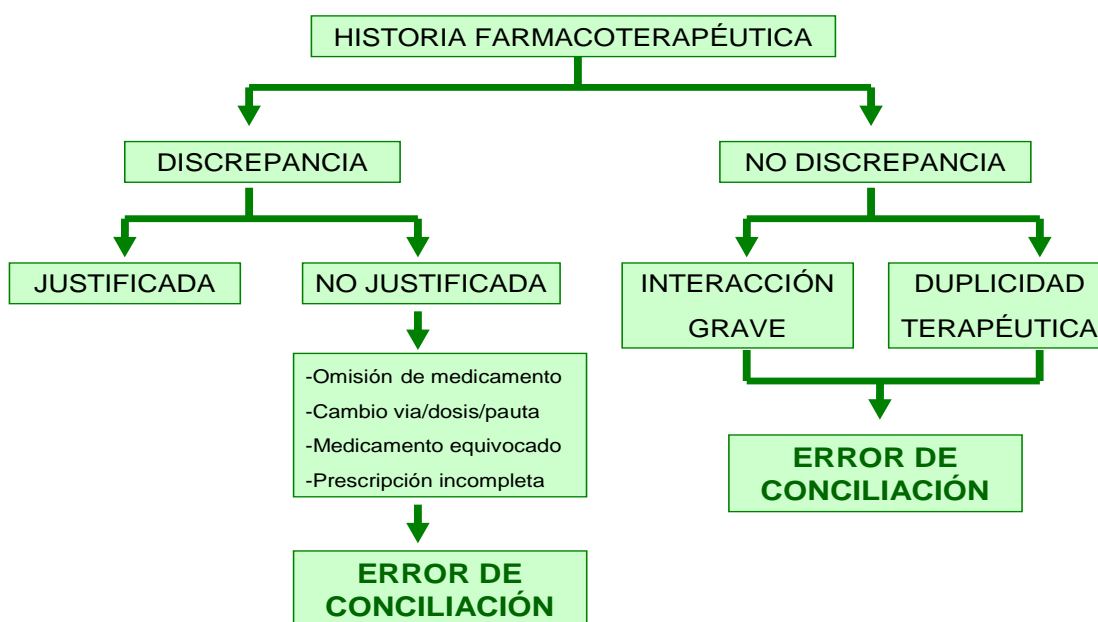 HISTORIA FARMACOTERAPÉUTICA
DISCREPANCIA
NO DISCREPANCIA
JUSTIFICADA
NO JUSTIFICADA
INTERACCIÓN
GRAVE
DUPLICIDAD
TERAPÉUTICA
-Omisión de medicamento
-Cambio via/dosis/pauta
-Medicamento equivocado
-Prescripción incompleta
ERROR DE
CONCILIACIÓN
ERROR DE
CONCILIACIÓN